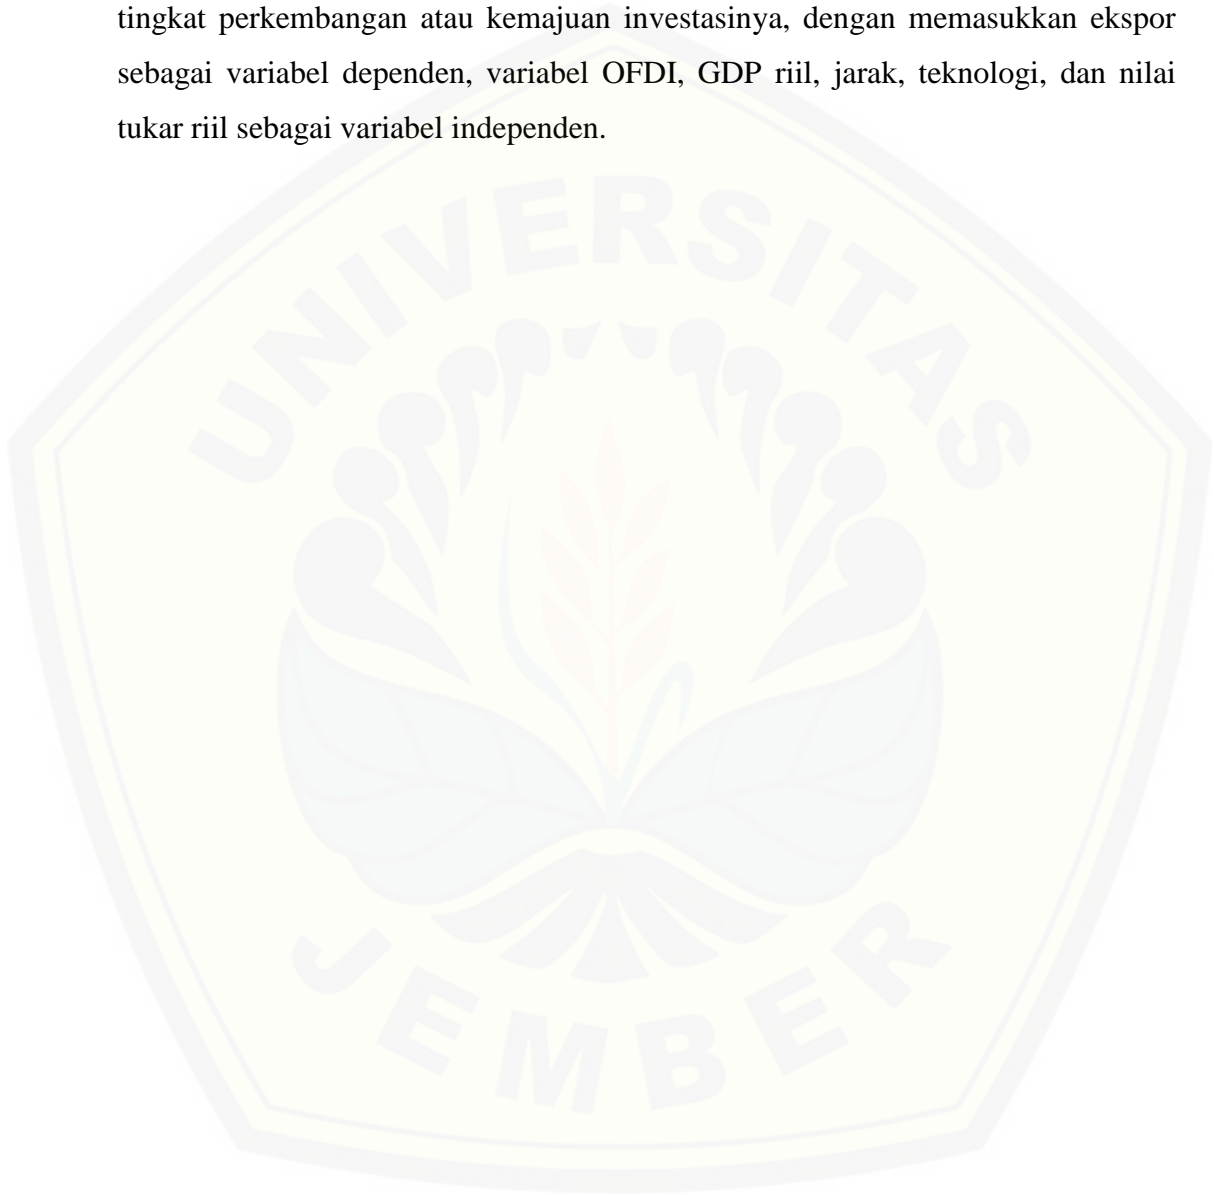 tingkat perkembangan atau kemajuan investasinya, dengan memasukkan ekspor
sebagai variabel dependen, variabel OFDI, GDP riil, jarak, teknologi, dan nilai
tukar riil sebagai variabel independen.
UNIVERSITAS
JEMBER